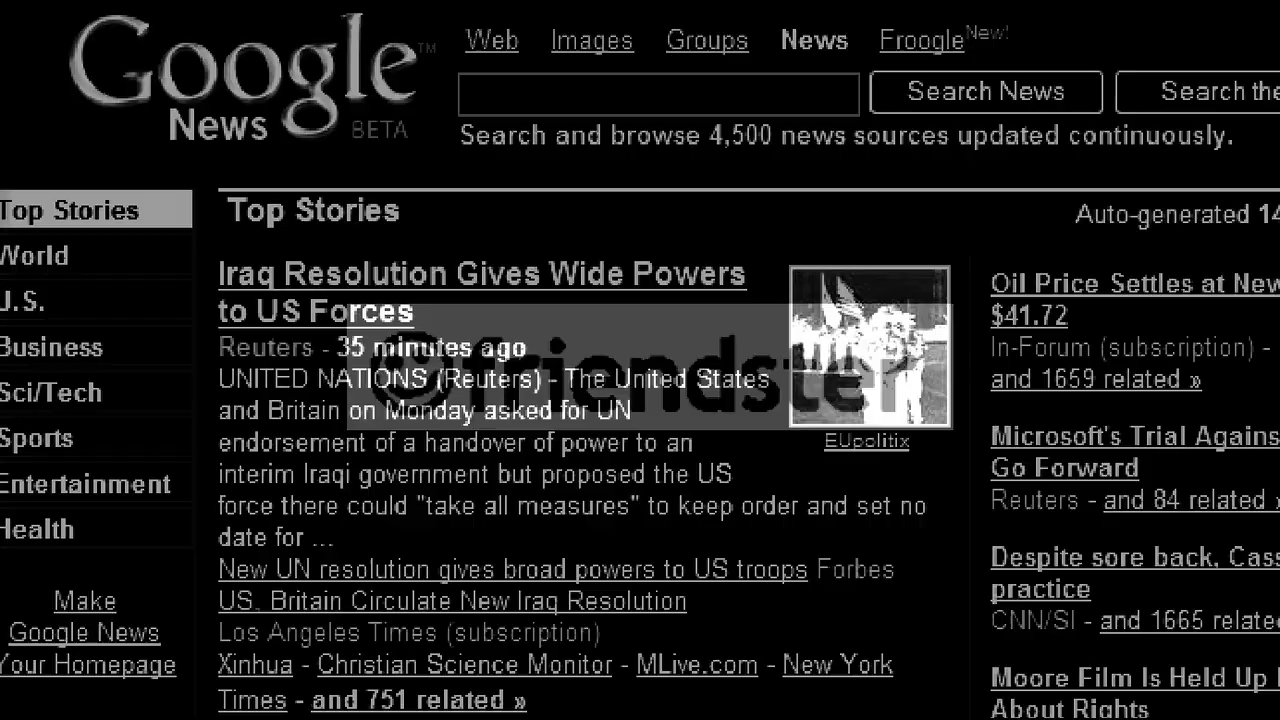 Google™
News BETA
Web Images Groups News Froogle New!
Search News Search the
Search and browse 4,500 news sources updated continuously.
Top Stories
World
U.S.
Business
Sci/Tech
Sports
Entertainment
Health
Make
Google News
Your Homepage
Top Stories
Auto-generated 14
Iraq Resolution Gives Wide Powers
to US Forces
Reuters - 35 minutes ago
UNITED NATIONS (Reuters) - The United States
and Britain on Monday asked for UN
endorsement of a handover of power to an
interim Iraqi government but proposed the US
force there could "take all measures" to keep order and set no
date for ...
New UN resolution gives broad powers to US troops Forbes
US, Britain Circulate New Iraq Resolution
Los Angeles Times (subscription)
Xinhua - Christian Science Monitor - MLive.com - New York
Times - and 751 related »
EUpolitix
friendster
Oil Price Settles at New
$41.72
In-Forum (subscription) -
and 1659 related »
Microsoft's Trial Agains
Go Forward
Reuters - and 84 related »
Despite sore back, Cass
practice
CNN/SI - and 1665 related
Moore Film Is Held Up
About Rights